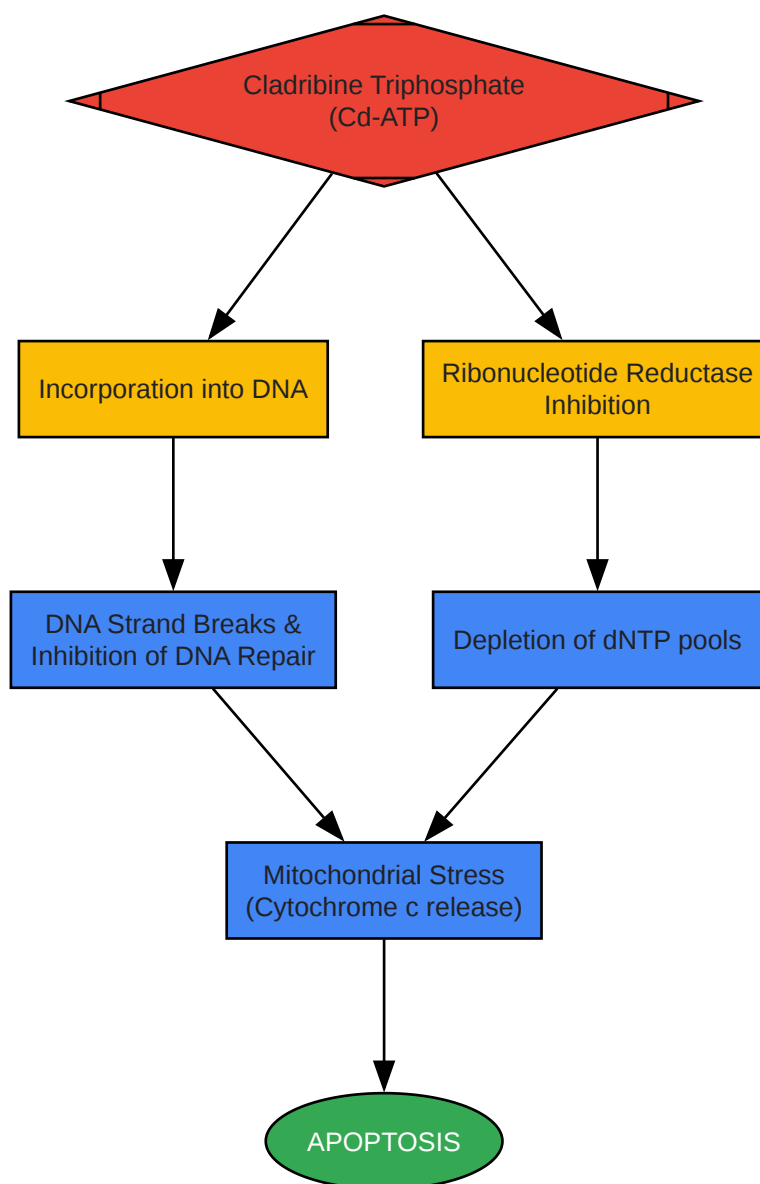 Cladribine Triphosphate
(Cd-ATP)
Incorporation into DNA
Ribonucleotide Reductase
Inhibition
DNA Strand Breaks &
Inhibition of DNA Repair
Depletion of dNTP pools
Mitochondrial Stress
(Cytochrome c release)
APOPTOSIS